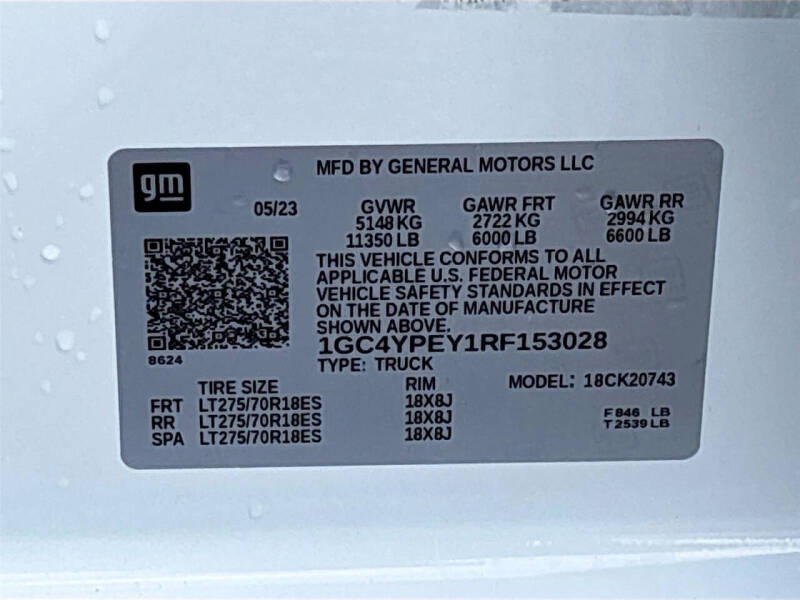 gm
MFD BY GENERAL MOTORS LLC
05/23 GVWR GAWR FRT GAWR RR
5148 KG 2722 KG 2994 KG
11350 LB 6000 LB 6600 LB
THIS VEHICLE CONFORMS TO ALL
APPLICABLE U.S. FEDERAL MOTOR
VEHICLE SAFETY STANDARDS IN EFFECT
ON THE DATE OF MANUFACTURE
SHOWN ABOVE.
8624
1GC4YPEY1RF153028
TYPE: TRUCK
TIRE SIZE RIM MODEL: 18CK20743
FRT LT275/70R18ES 18X8J
RR LT275/70R18ES 18X8J
SPA LT275/70R18ES 18X8J
F 846 LB
T 2539 LB